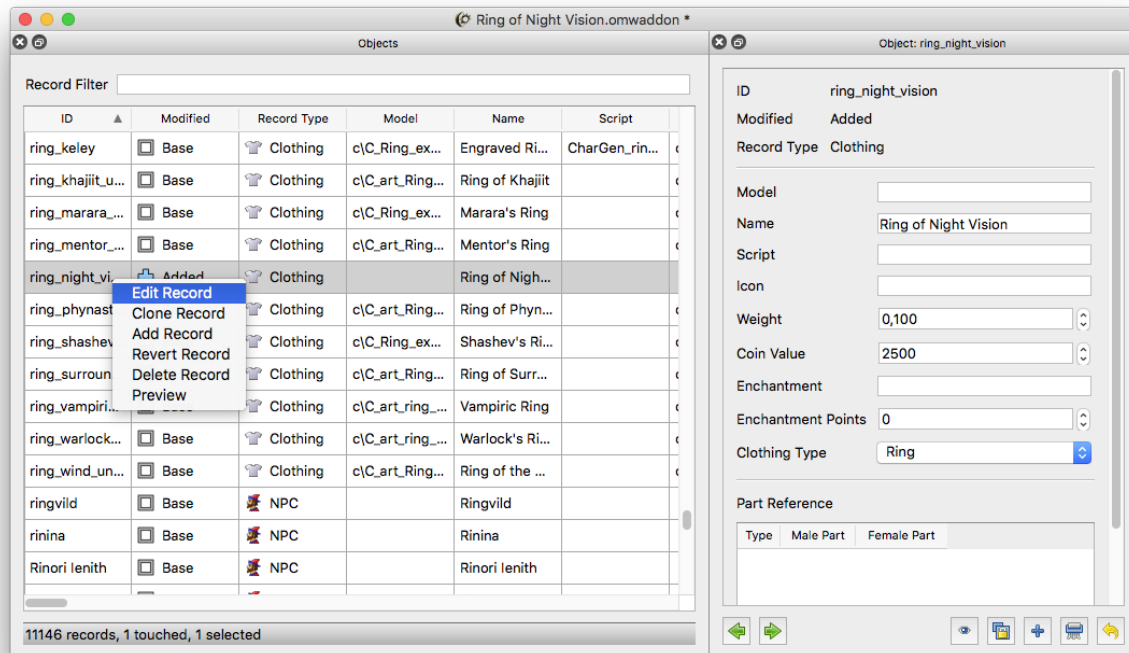 Ring of Night Vision.omwaddon *
Objects
Record Filter
ID Modified Record Type Model Name Script
ring_keley Base Clothing c\C_Ring_ex... Engraved Ri... CharGen_rin...
ring_khajiit_u... Base Clothing c\C_art_Ring... Ring of Khajiit
ring_marara_... Base Clothing c\C_Ring_ex... Marara's Ring
ring_mentor_... Base Clothing c\C_art_Ring... Mentor's Ring
ring_night_vi... Added Clothing Ring of Nigh...
ring_phynast Clothing c\C_art_Ring... Ring of Phyn...
ring_shashev Clothing c\C_Ring_ex... Shashev's Ri...
ring_surroun Clothing c\C_art_Ring... Ring of Surr...
ring_vampiri... Clothing c\C_art_ring_... Vampiric Ring
ring_warlock... Base Clothing c\C_art_ring_... Warlock's Ri...
ring_wind_un... Base Clothing c\C_art_Ring... Ring of the ...
ringvild Base NPC Ringvild
rinina Base NPC Rinina
Rinori Ienith Base NPC Rinori Ienith
Edit Record
Clone Record
Add Record
Revert Record
Delete Record
Preview
11146 records, 1 touched, 1 selected
Object: ring_night_vision
ID ring_night_vision
Modified Added
Record Type Clothing
Model
Name Ring of Night Vision
Script
Icon
Weight 0,100
Coin Value 2500
Enchantment
Enchantment Points 0
Clothing Type Ring
Part Reference
Type Male Part Female Part